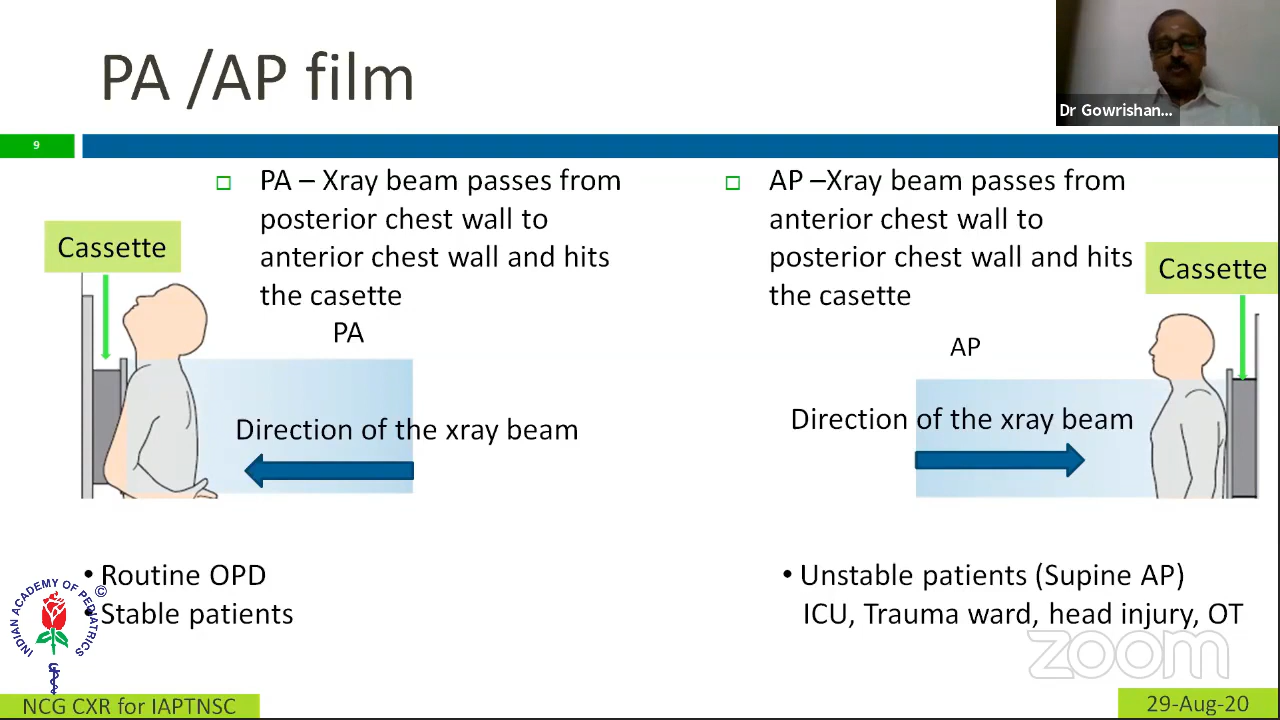 PA /AP film
Dr Gowrishan...
9
PA – Xray beam passes from
posterior chest wall to
anterior chest wall and hits
the casette
PA
Cassette
Direction of the xray beam
• Routine OPD
• Stable patients
AP –Xray beam passes from
anterior chest wall to
posterior chest wall and hits
the casette
AP
Cassette
Direction of the xray beam
• Unstable patients (Supine AP)
ICU, Trauma ward, head injury, OT
INDIAN ACADEMY OF PEDIATRICS
©
zoom
NCG CXR for IAPTNSC
29-Aug-20